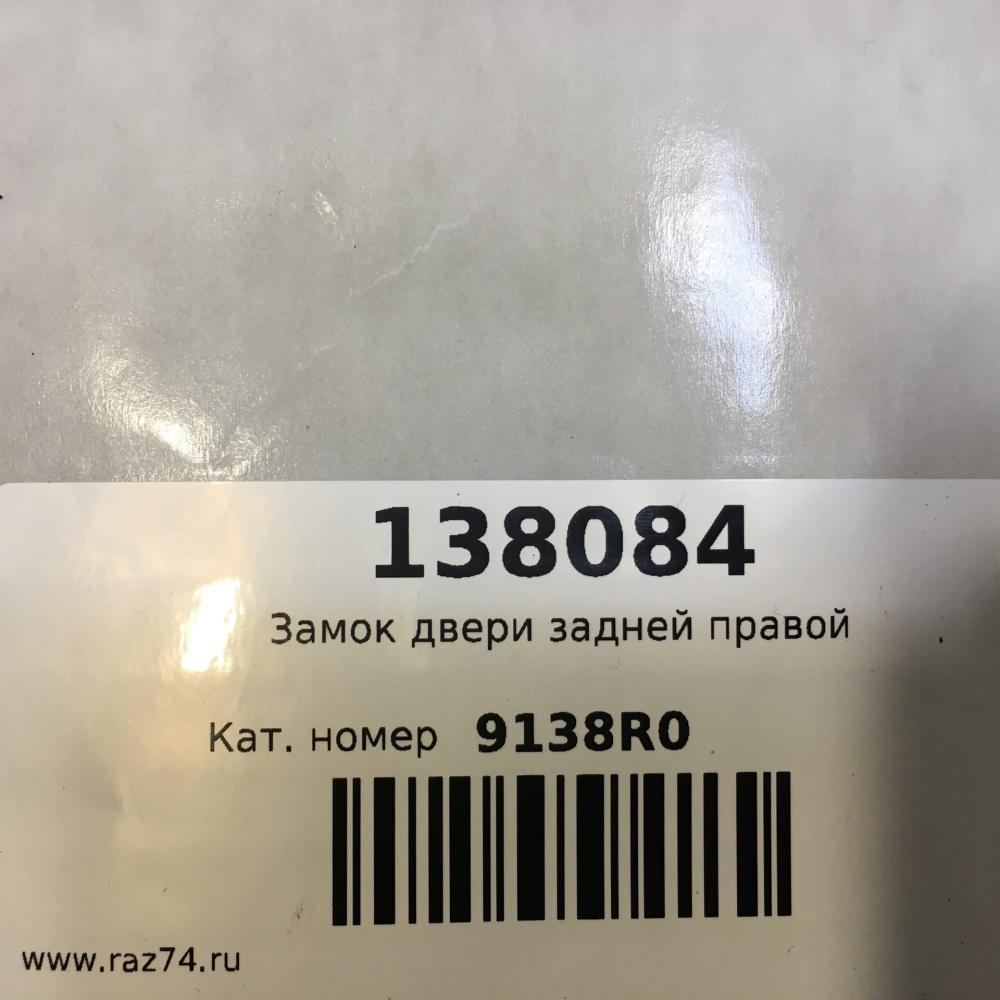 138084
Замок двери задней правой
Кат. номер 9138R0
www.raz74.ru